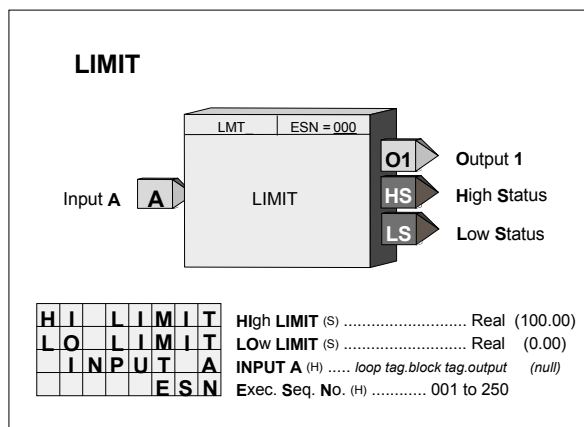 LIMIT
LMT_ ESN = 000
O1 Output 1
Input A A LIMIT HS High Status
LS Low Status
HI LIMIT HIgh LIMIT (S) ............................ Real (100.00)
LO LIMIT LOw LIMIT (S) ............................. Real (0.00)
INPUT A INPUT A (H) ..... loop tag.block tag.output (null)
ESN Exec. Seq. No. (H) ............ 001 to 250